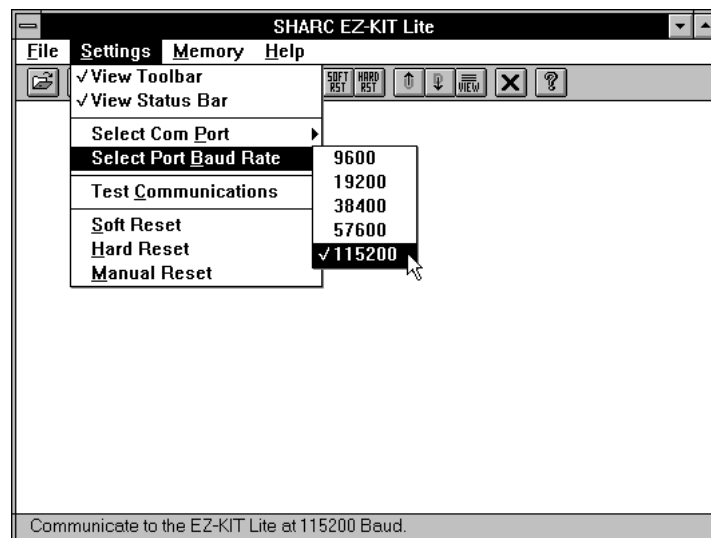 SHARC EZ-KIT Lite
File Settings Memory Help
SOFT RST HARD RST VIEW
√ View Toolbar
√ View Status Bar
Select Com Port
Select Port Baud Rate
9600
19200
38400
57600
√ 115200
Test Communications
Soft Reset
Hard Reset
Manual Reset
Communicate to the EZ-KIT Lite at 115200 Baud.